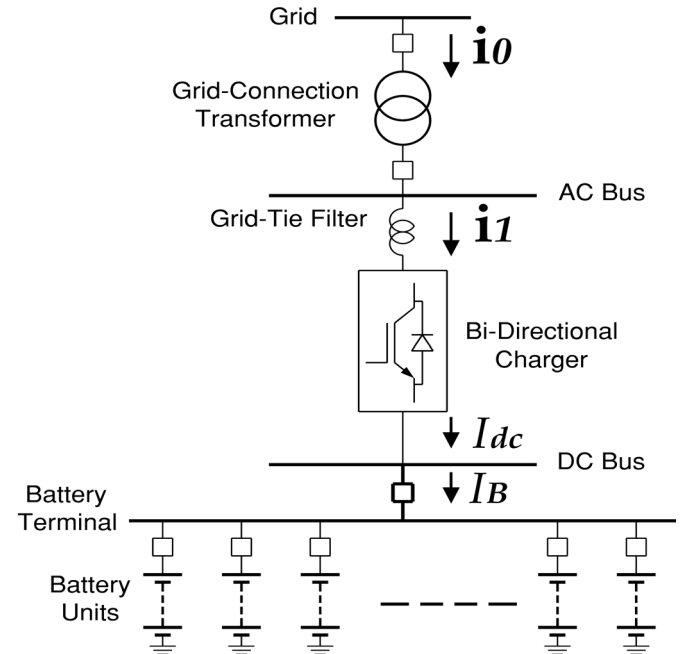 Grid
i0
Grid-Connection
Transformer
AC Bus
Grid-Tie Filter
i1
Bi-Directional
Charger
Idc
DC Bus
IB
Battery
Terminal
Battery
Units